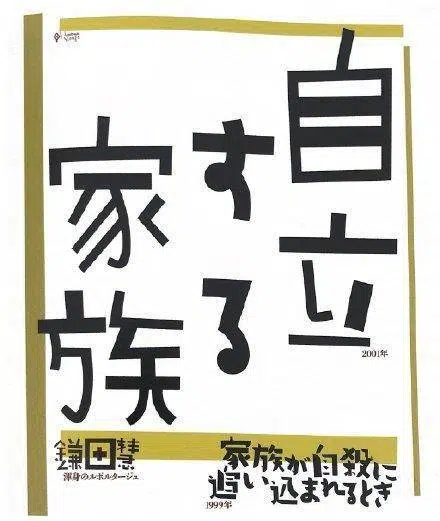 自立
する
家族
2001年
鎌田慧
渾身のルポルタージュ
家族が自殺に
追い込まれるとき
1999年